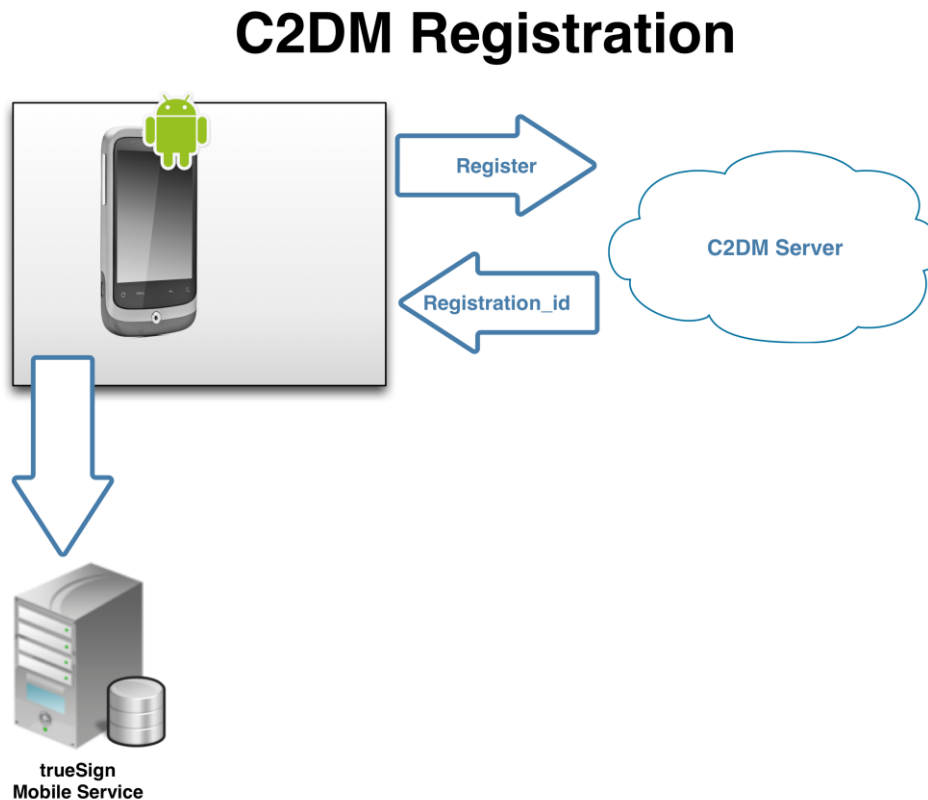 C2DM Registration
Register
C2DM Server
Registration_id
trueSign
Mobile Service